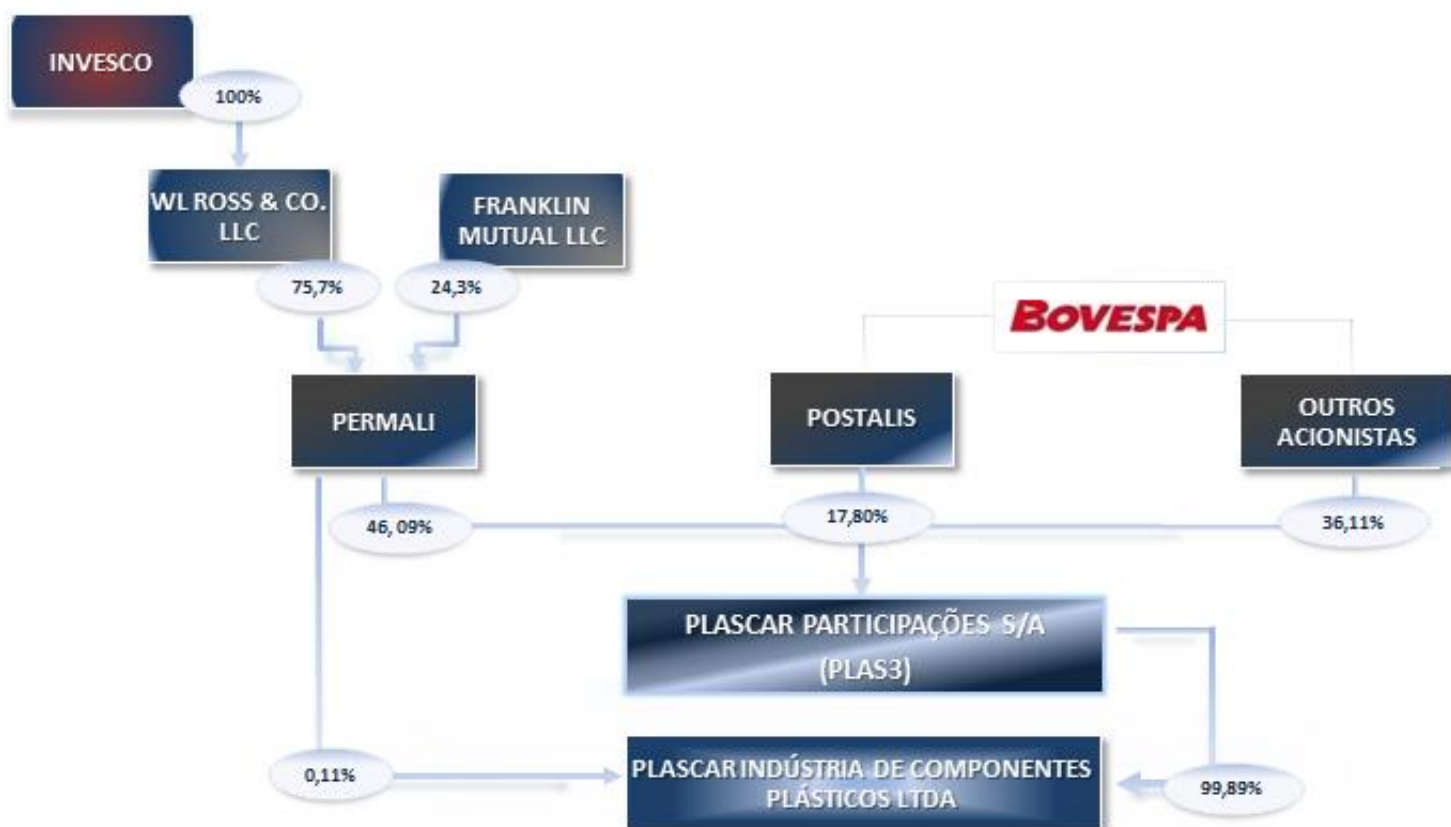 INVESCO
100%
WL ROSS & CO.
LLC
FRANKLIN
MUTUAL LLC
75,7%
24,3%
BOVESPA
PERMALI
POSTALIS
OUTROS
ACIONISTAS
46, 09%
17,80%
36,11%
PLASCAR PARTICIPAÇÕES S/A
(PLAS3)
0,11%
PLASCAR INDÚSTRIA DE COMPONENTES
PLÁSTICOS LTDA
99,89%